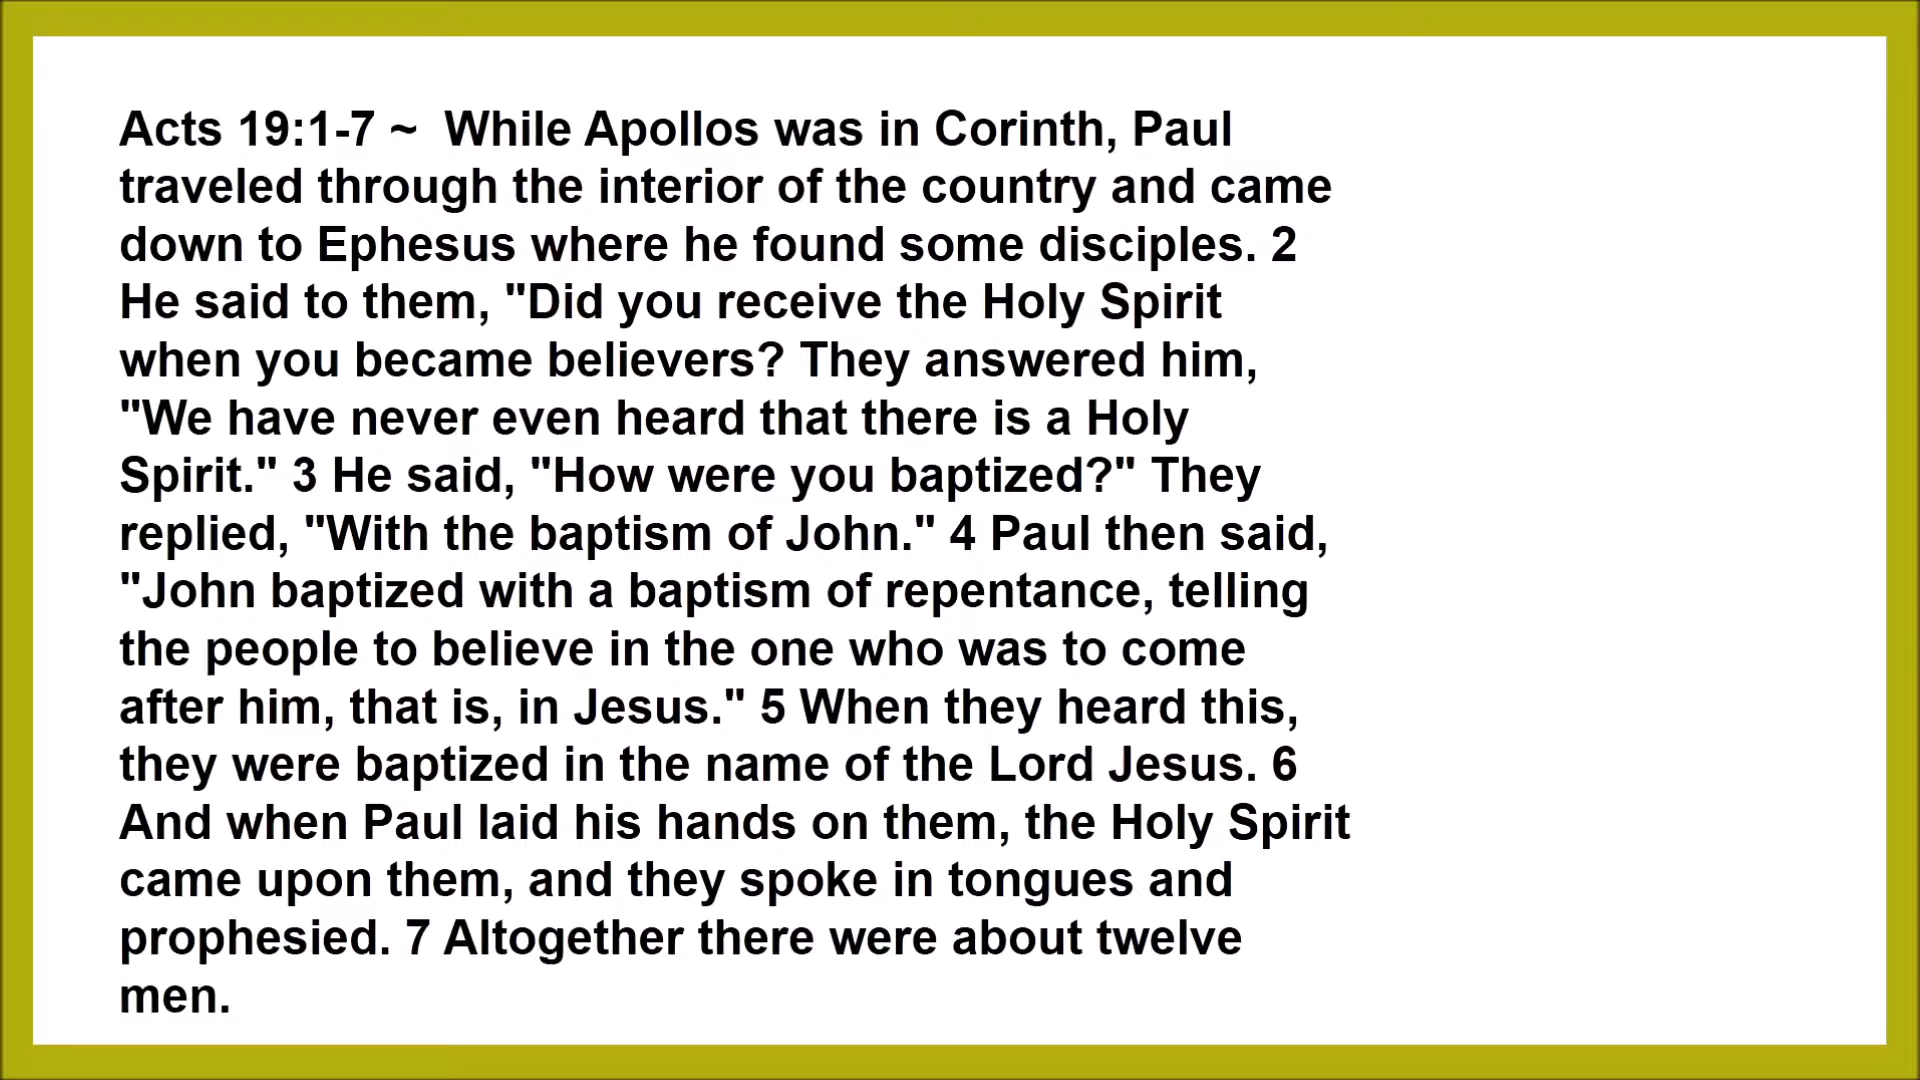 Acts 19:1-7 ~  While Apollos was in Corinth, Paul
traveled through the interior of the country and came
down to Ephesus where he found some disciples. 2
He said to them, "Did you receive the Holy Spirit
when you became believers? They answered him,
"We have never even heard that there is a Holy
Spirit." 3 He said, "How were you baptized?" They
replied, "With the baptism of John." 4 Paul then said,
"John baptized with a baptism of repentance, telling
the people to believe in the one who was to come
after him, that is, in Jesus." 5 When they heard this,
they were baptized in the name of the Lord Jesus. 6
And when Paul laid his hands on them, the Holy Spirit
came upon them, and they spoke in tongues and
prophesied. 7 Altogether there were about twelve
men.